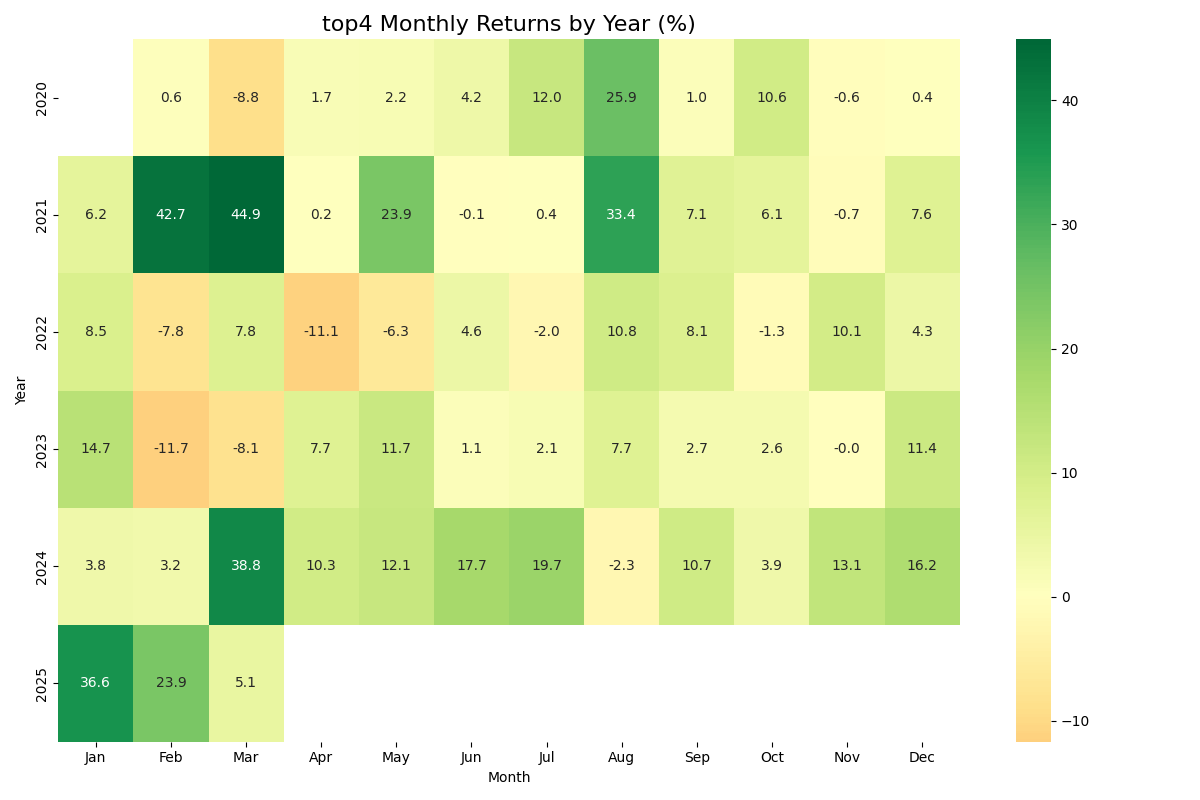 top4 Monthly Returns by Year (%)
2020 0.6 -8.8 1.7 2.2 4.2 12.0 25.9 1.0 10.6 -0.6 0.4
2021 6.2 42.7 44.9 0.2 23.9 -0.1 0.4 33.4 7.1 6.1 -0.7 7.6
2022 8.5 -7.8 7.8 -11.1 -6.3 4.6 -2.0 10.8 8.1 -1.3 10.1 4.3
Year
2023 14.7 -11.7 -8.1 7.7 11.7 1.1 2.1 7.7 2.7 2.6 -0.0 11.4
2024 3.8 3.2 38.8 10.3 12.1 17.7 19.7 -2.3 10.7 3.9 13.1 16.2
2025 36.6 23.9 5.1
Jan Feb Mar Apr May Jun Jul Aug Sep Oct Nov Dec
Month
40
30
20
10
0
−10